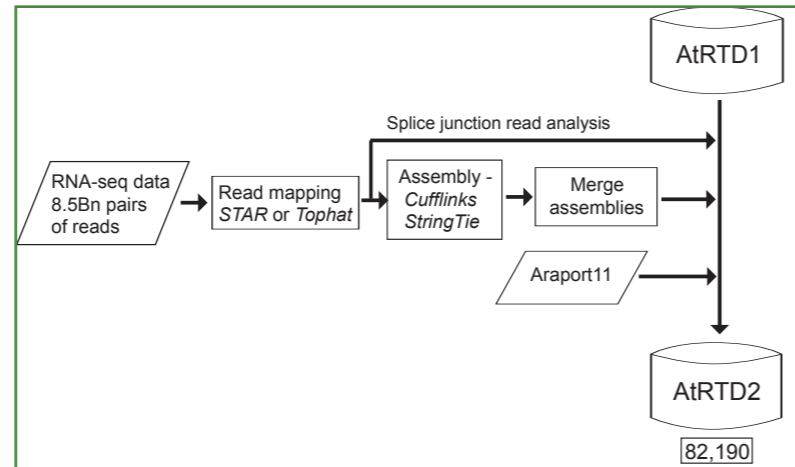 AtRTD1
Splice junction read analysis
RNA-seq data
8.5Bn pairs
of reads
Read mapping
STAR or Tophat
Assembly -
Cufflinks
StringTie
Merge
assemblies
Araport11
AtRTD2
82,190